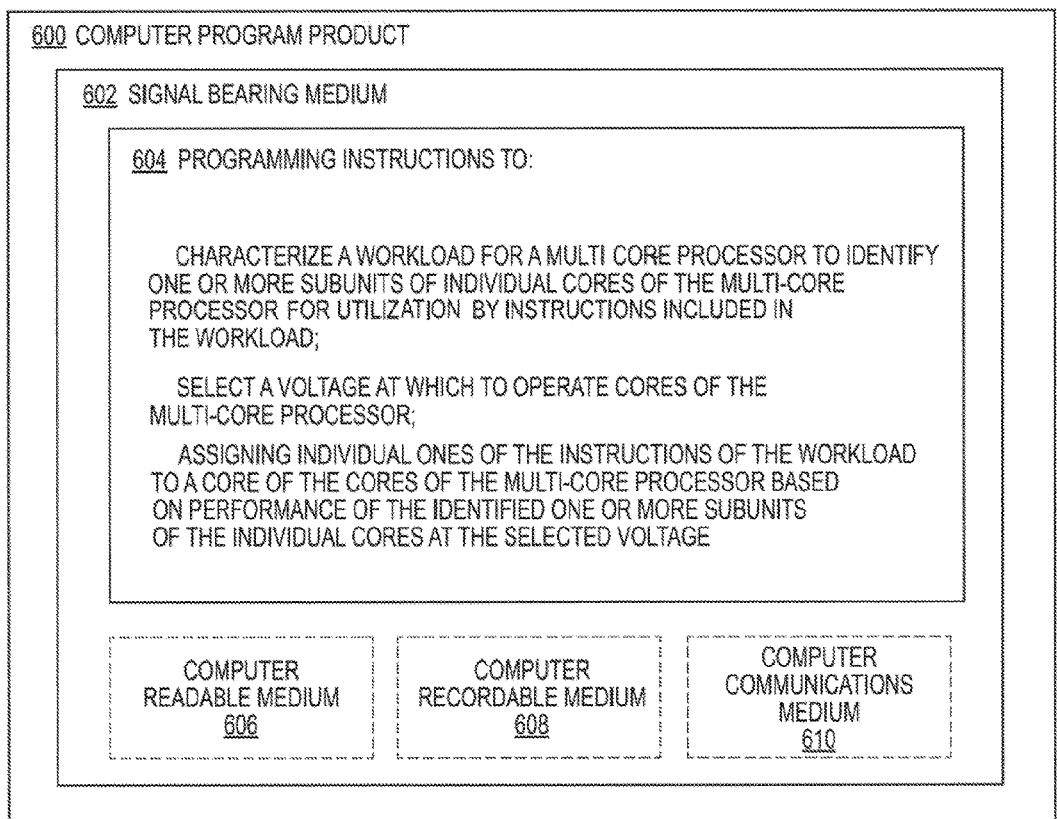 600 COMPUTER PROGRAM PRODUCT
602 SIGNAL BEARING MEDIUM
604 PROGRAMMING INSTRUCTIONS TO:
CHARACTERIZE A WORKLOAD FOR A MULTI CORE PROCESSOR TO IDENTIFY
ONE OR MORE SUBUNITS OF INDIVIDUAL CORES OF THE MULTI-CORE
PROCESSOR FOR UTILIZATION BY INSTRUCTIONS INCLUDED IN
THE WORKLOAD;
SELECT A VOLTAGE AT WHICH TO OPERATE CORES OF THE
MULTI-CORE PROCESSOR;
ASSIGNING INDIVIDUAL ONES OF THE INSTRUCTIONS OF THE WORKLOAD
TO A CORE OF THE CORES OF THE MULTI-CORE PROCESSOR BASED
ON PERFORMANCE OF THE IDENTIFIED ONE OR MORE SUBUNITS
OF THE INDIVIDUAL CORES AT THE SELECTED VOLTAGE
COMPUTER
READABLE MEDIUM
606
COMPUTER
RECORDABLE MEDIUM
608
COMPUTER
COMMUNICATIONS
MEDIUM
610